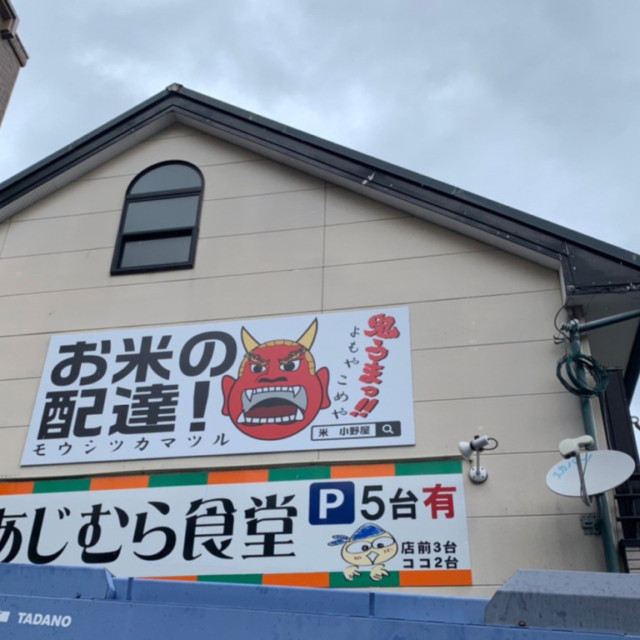 お米の
配達!
モウシツカマツル
鬼うまっ!!
よもやこめや
米 小野屋
あじむら食堂
P5台有
店前3台
ココ2台
TADANO